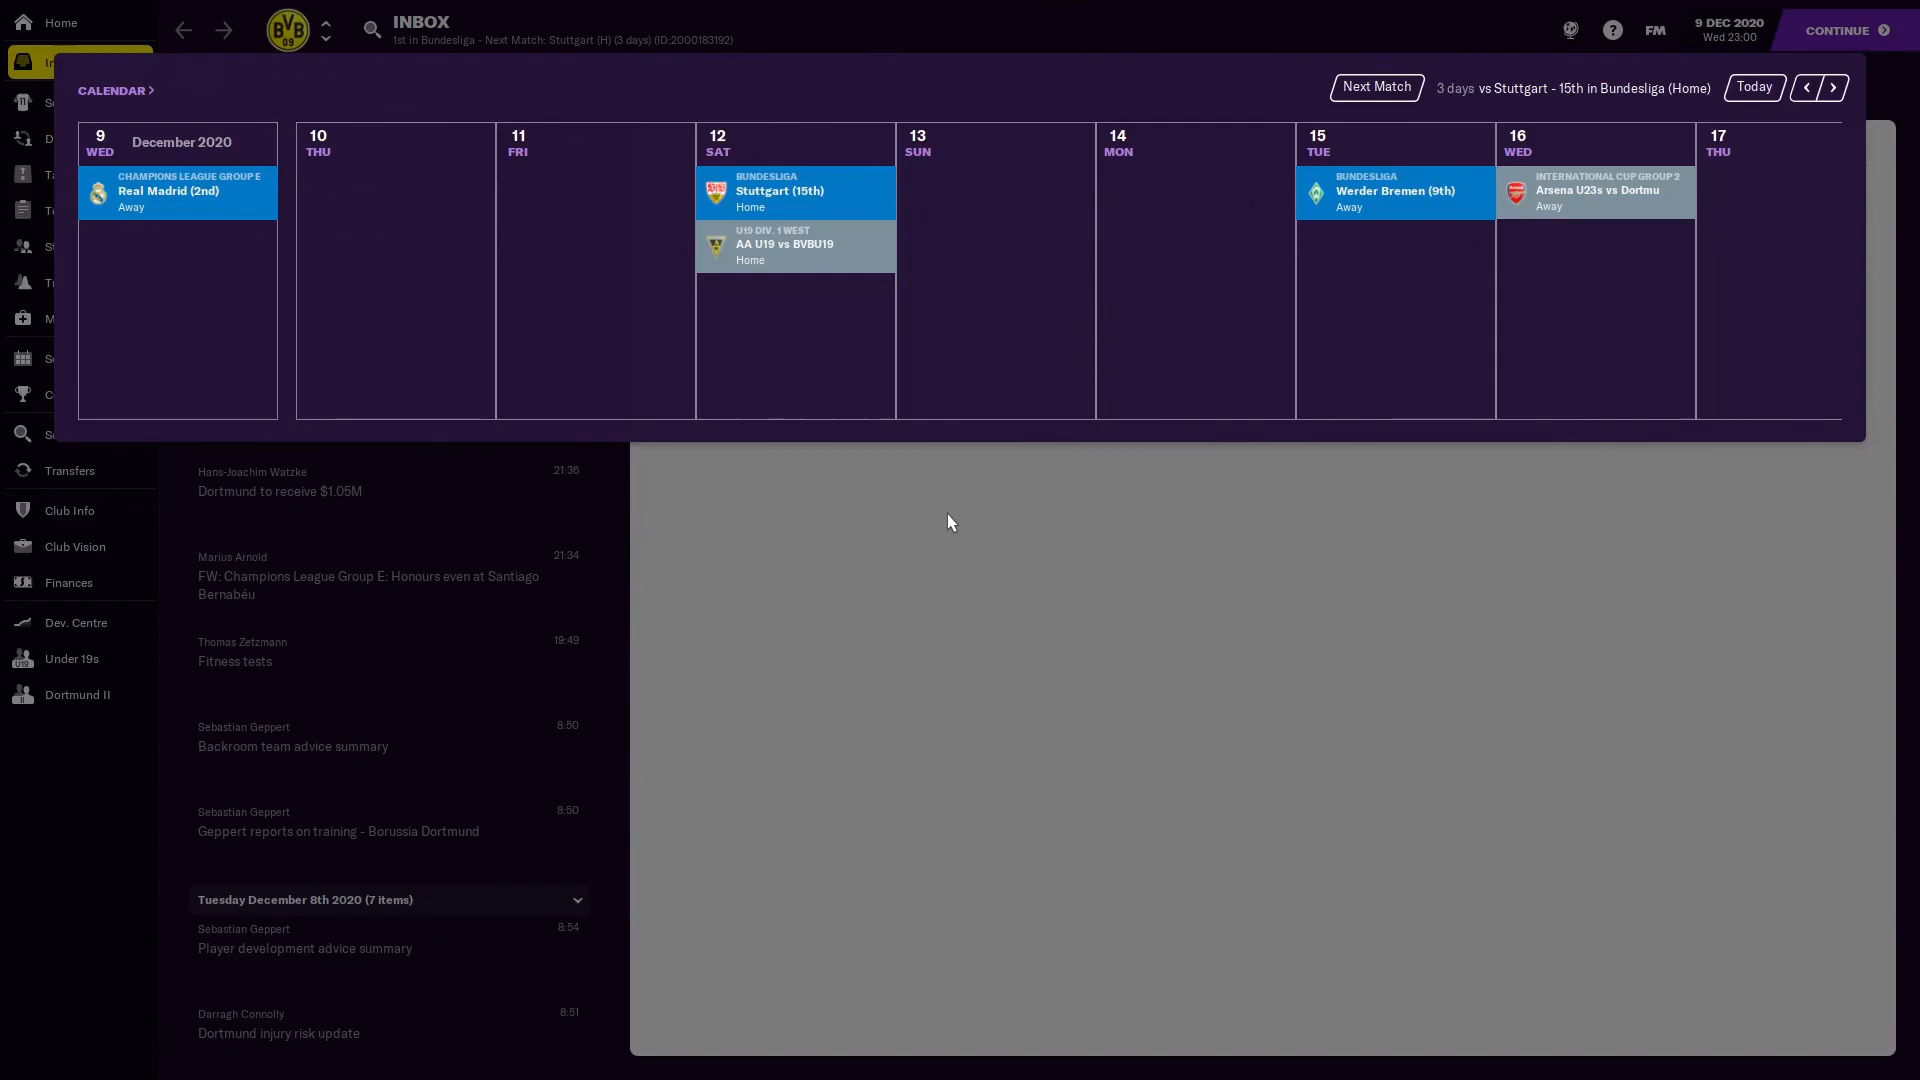 Home
INBOX
1st in Bundesliga - Next Match: Stuttgart (H) (3 days) (ID:2000183192)
BVB
09
FM
9 DEC 2020
Wed 23:00
CONTINUE
CALENDAR
Next Match
3 days vs Stuttgart - 15th in Bundesliga (Home)
Today
9
WED
December 2020
CHAMPIONS LEAGUE GROUP E
Real Madrid (2nd)
Away
10
THU
11
FRI
12
SAT
BUNDESLIGA
Stuttgart (15th)
Home
U19 DIV. 1 WEST
AA U19 vs BVBU19
Home
13
SUN
14
MON
15
TUE
BUNDESLIGA
Werder Bremen (9th)
Away
16
WED
INTERNATIONAL CUP GROUP 2
Arsena U23s vs Dortmu
Away
17
THU
Transfers
Club Info
Club Vision
Finances
Dev. Centre
Under 19s
Dortmund II
Hans-Joachim Watzke 21:36
Dortmund to receive $1.05M
Marius Arnold 21:34
FW: Champions League Group E: Honours even at Santiago
Bernabéu
Thomas Zetzmann 19:49
Fitness tests
Sebastian Geppert 8:50
Backroom team advice summary
Sebastian Geppert 8:50
Geppert reports on training - Borussia Dortmund
Tuesday December 8th 2020 (7 items)
Sebastian Geppert 8:54
Player development advice summary
Darragh Connolly 8:51
Dortmund injury risk update